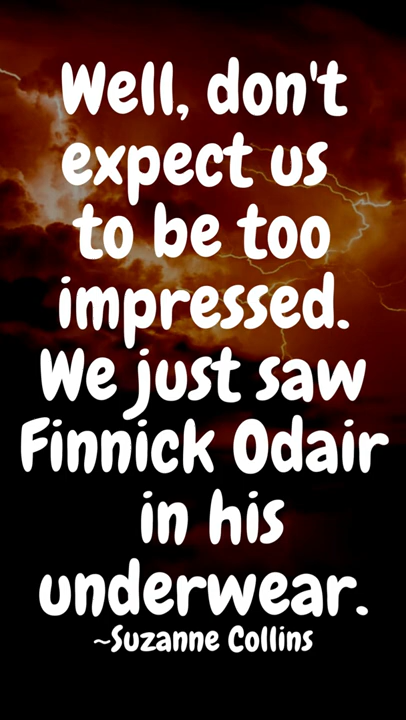 Well, don't
expect us
to be too
impressed.
We just saw
Finnick Odair
in his
underwear.
~Suzanne Collins